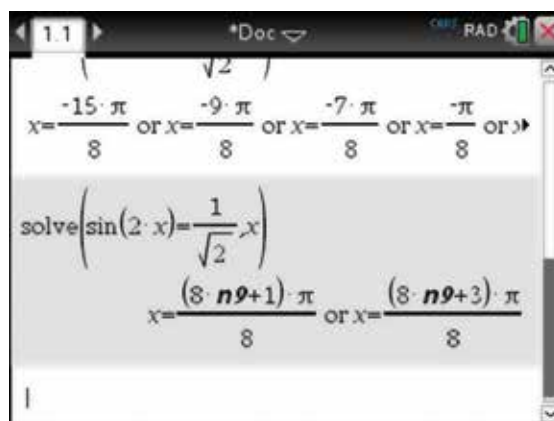 1.1 *Doc RAD
√2
x=-15·π/8 or x=-9·π/8 or x=-7·π/8 or x=-π/8 or
solve(sin(2·x)=1/√2,x)
x=(8·n9+1)·π/8 or x=(8·n9+3)·π/8